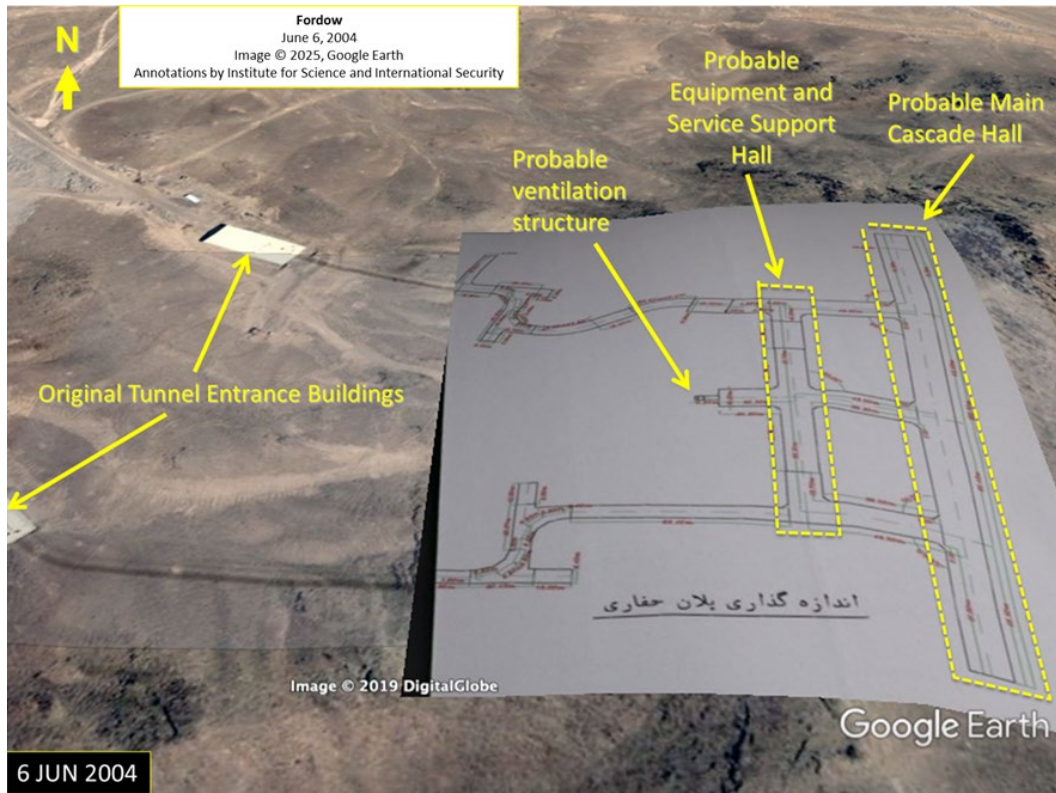 Fordow
June 6, 2004
Image © 2025, Google Earth
Annotations by Institute for Science and International Security
N
Probable
Equipment and
Service Support
Hall
Probable Main
Cascade Hall
Probable
ventilation
structure
Original Tunnel Entrance Buildings
اندازه گذاری پلان حفاری
Image © 2019 DigitalGlobe
Google Earth
6 JUN 2004